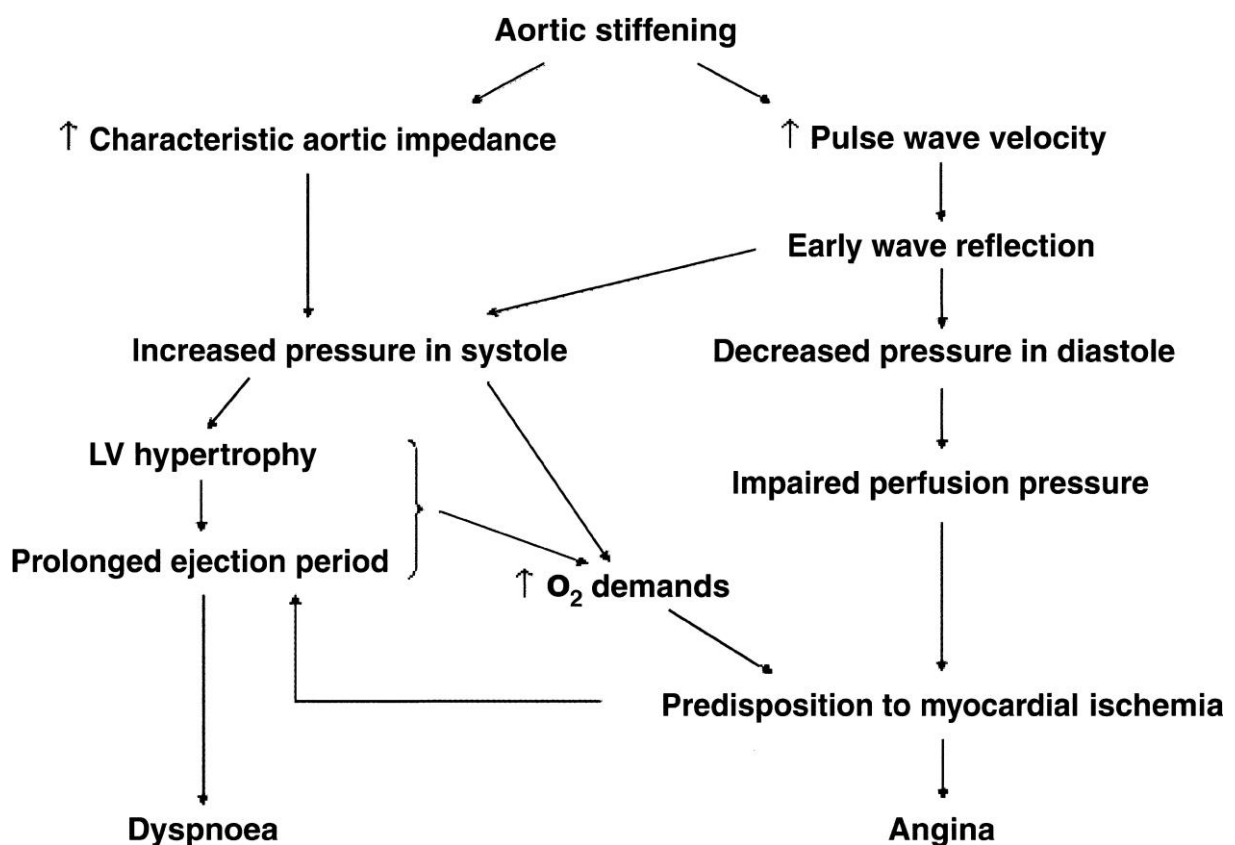 Aortic stiffening
↑ Characteristic aortic impedance
↑ Pulse wave velocity
Early wave reflection
Increased pressure in systole
Decreased pressure in diastole
LV hypertrophy
Impaired perfusion pressure
Prolonged ejection period
↑ O₂ demands
Predisposition to myocardial ischemia
Dyspnoea
Angina